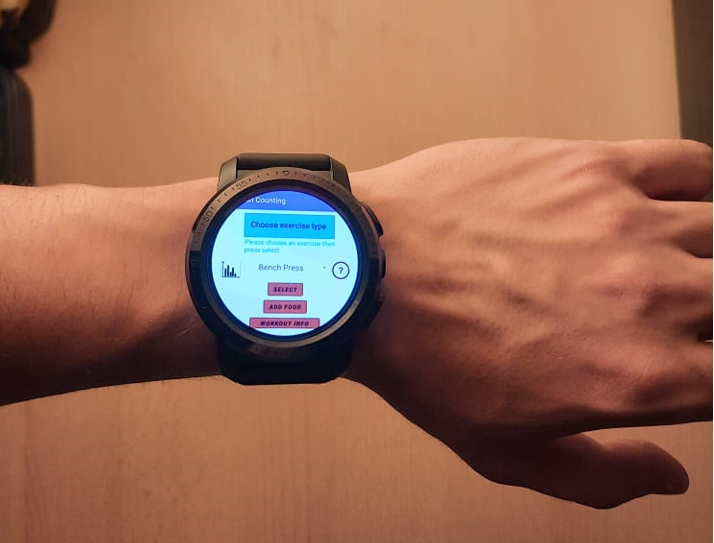 Counting
Choose exercise type
Please choose an exercise then
press select
Bench Press
?
SELECT
ADD FOOD
WORKOUT INFO